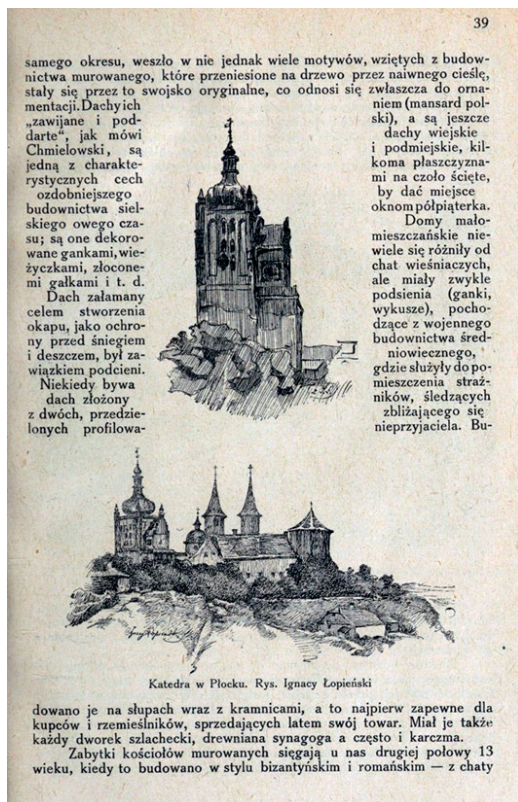 39
samego okresu, weszło w nie jednak wiele motywów, wziętych z budow-
nictwa murowanego, które przeniesione na drzewo przez naiwnego cieślę,
stały się przez to swojsko oryginalne, co odnosi się zwłaszcza do orna-
mentacji. Dachy ich
„zawijane i pod-
darte“, jak mówi
Chmielowski, są
jedną z charakte-
rystycznych cech
ozdobniejszego
budownictwa siel-
skiego owego cza-
su; są one dekoro-
wane gankami, wie-
życzkami, złocone-
mi gałkami i t. d.
Dach załamany
celem stworzenia
okapu, jako ochro-
ny przed śniegiem
i deszczem, był za-
wiązkiem podcieni.
Niekiedy bywa
dach złożony
z dwóch, przedzie-
lonych profilowa-
niem (mansard pol-
ski), a są jeszcze
dachy wiejskie
i podmiejskie, kil-
koma płaszczyzna-
mi na czoło ścięte,
by dać miejsce
oknom półpiąterka.
Domy mało-
mieszczańskie nie-
wiele się różniły od
chat wieśniaczych,
ale miały zwykle
podsienia (ganki,
wykusze), pocho-
dzące z wojennego
budownictwa śred-
niowiecznego,
gdzie służyły do po-
mieszczenia straż-
ników, śledzących
zbliżającego się
nieprzyjaciela. Bu-
Katedra w Płocku. Rys. Ignacy Łopieński
dowano je na słupach wraz z kramnicami, a to najpierw zapewne dla
kupców i rzemieślników, sprzedających latem swój towar. Miał je także
każdy dworek szlachecki, drewniana synagoga a często i karczma.
Zabytki kościołów murowanych sięgają u nas drugiej połowy 13
wieku, kiedy to budowano w stylu bizantyńskim i romańskim — z chaty